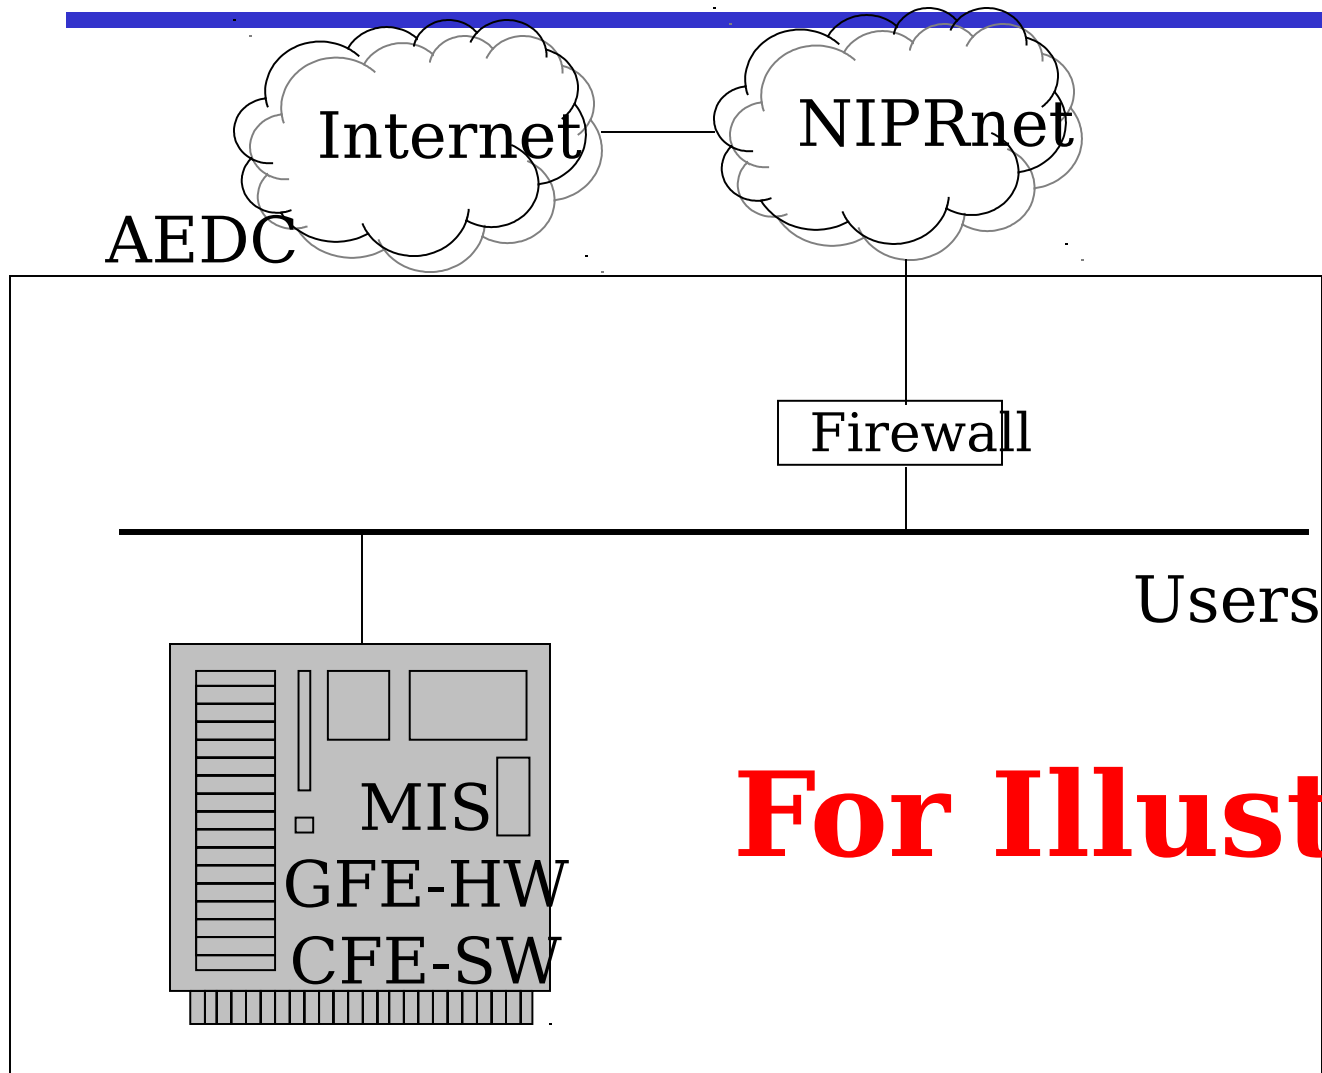 Internet
NIPRnet
AEDC
Firewall
Users
MIS
For Illust
GFE-HW
CFE-SW